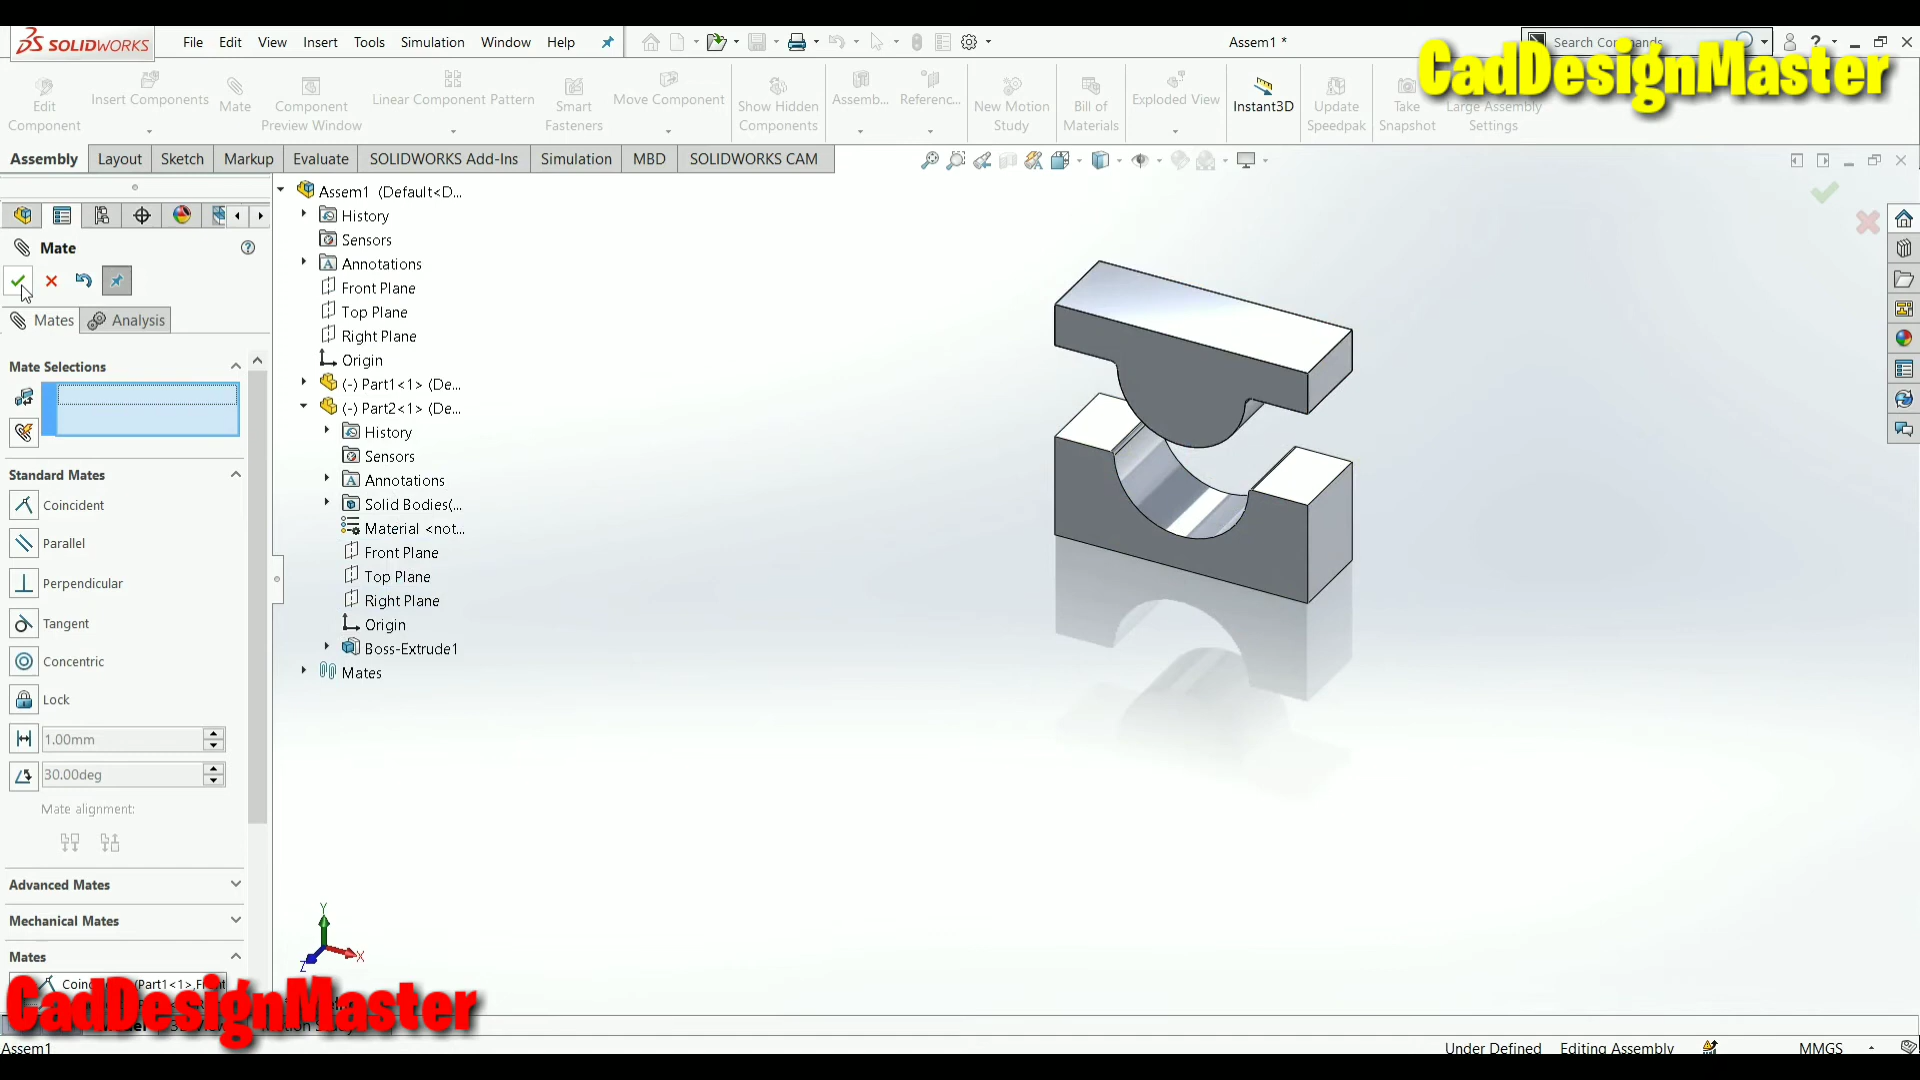 SOLIDWORKS File Edit View Insert Tools Simulation Window Help Assem1 * Search Commands
CadDesignMaster
Edit Component Insert Components Mate Component Preview Window Linear Component Pattern Smart Fasteners Move Component Show Hidden Components Assemb... Referenc... New Motion Study Bill of Materials Exploded View Instant3D Update Speedpak Take Snapshot Large Assembly Settings
Assembly Layout Sketch Markup Evaluate SOLIDWORKS Add-Ins Simulation MBD SOLIDWORKS CAM
Mate
Mates Analysis
Mate Selections
Standard Mates
Coincident
Parallel
Perpendicular
Tangent
Concentric
Lock
1.00mm
30.00deg
Mate alignment:
Advanced Mates
Mechanical Mates
Mates
(Part1<1>
Assem1 (Default<D...
History
Sensors
Annotations
Front Plane
Top Plane
Right Plane
Origin
(-) Part1<1> (De...
(-) Part2<1> (De...
History
Sensors
Annotations
Solid Bodies(...
Material <not...
Front Plane
Top Plane
Right Plane
Origin
Boss-Extrude1
Mates
Y
X
Z
CadDesignMaster
Assem1 Under Defined Editing Assembly MMGS